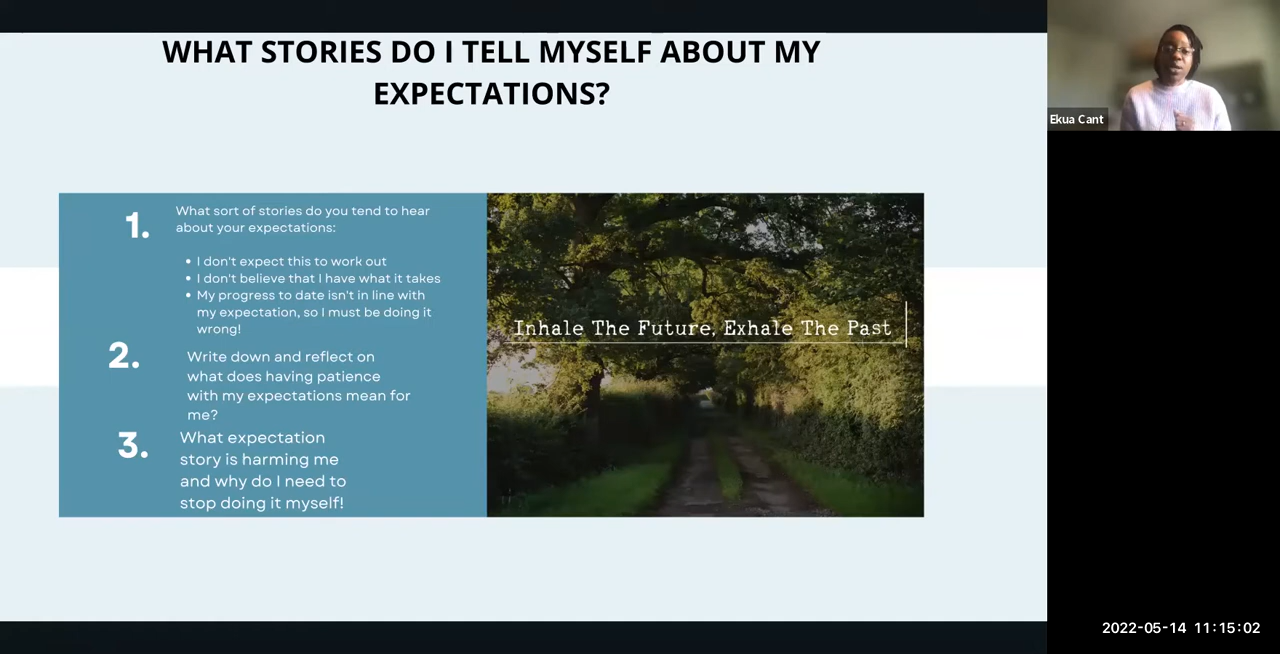 WHAT STORIES DO I TELL MYSELF ABOUT MY
EXPECTATIONS?
Ekua Cant
1.
What sort of stories do you tend to hear
about your expectations:
• I don't expect this to work out
• I don't believe that I have what it takes
• My progress to date isn't in line with
my expectation, so I must be doing it
wrong!
2.
Write down and reflect on
what does having patience
with my expectations mean for
me?
3.
What expectation
story is harming me
and why do I need to
stop doing it myself!
Inhale The Future, Exhale The Past
2022-05-14 11:15:02